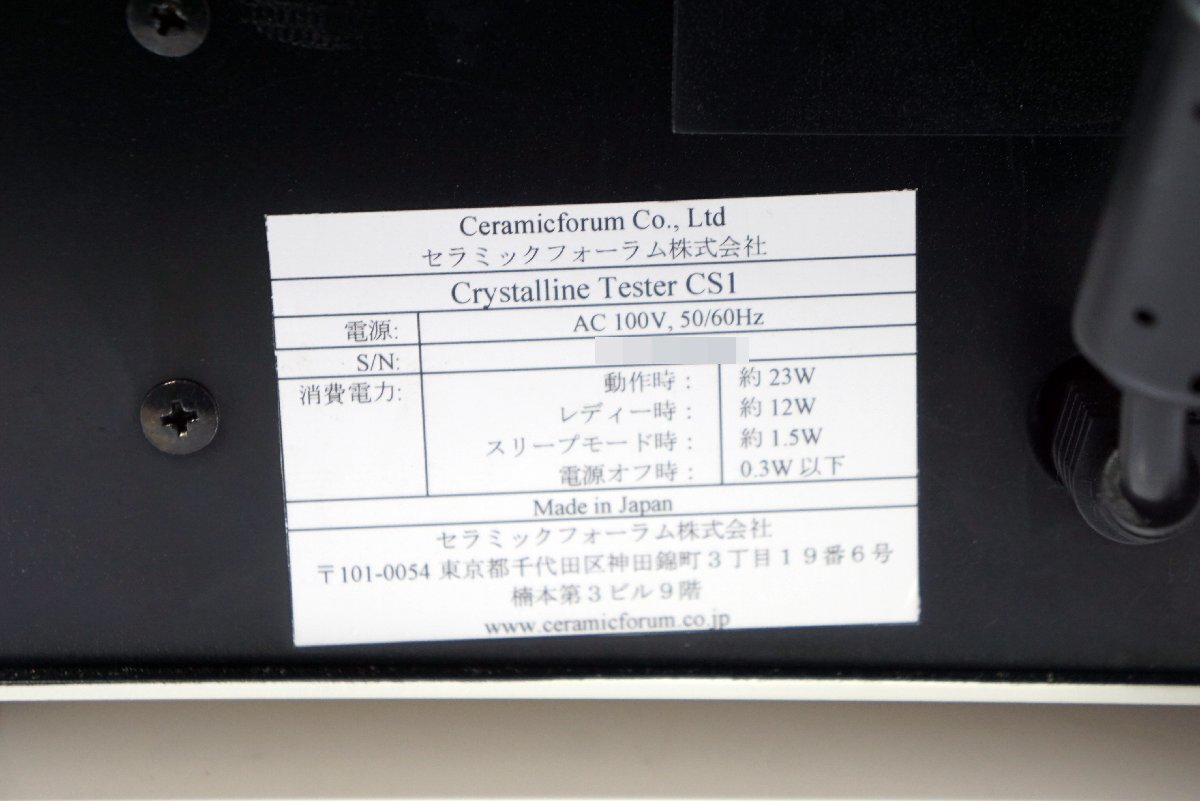 Ceramicforum Co., Ltd
セラミックフォーラム株式会社
Crystalline Tester CS1
電源: AC 100V, 50/60Hz
S/N:
消費電力: 動作時： 約 23W
レディー時： 約 12W
スリープモード時： 約 1.5W
電源オフ時： 0.3W 以下
Made in Japan
セラミックフォーラム株式会社
〒101-0054 東京都千代田区神田錦町３丁目１９番６号
楠本第３ビル９階
www.ceramicforum.co.jp